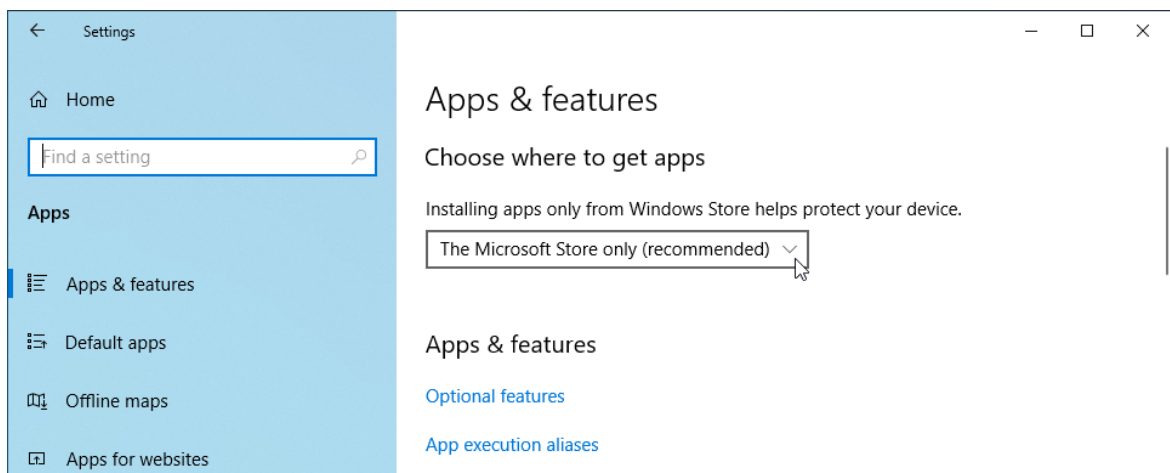 Settings
Home
Find a setting
Apps
Apps & features
Default apps
Offline maps
Apps for websites
Apps & features
Choose where to get apps
Installing apps only from Windows Store helps protect your device.
The Microsoft Store only (recommended)
Apps & features
Optional features
App execution aliases